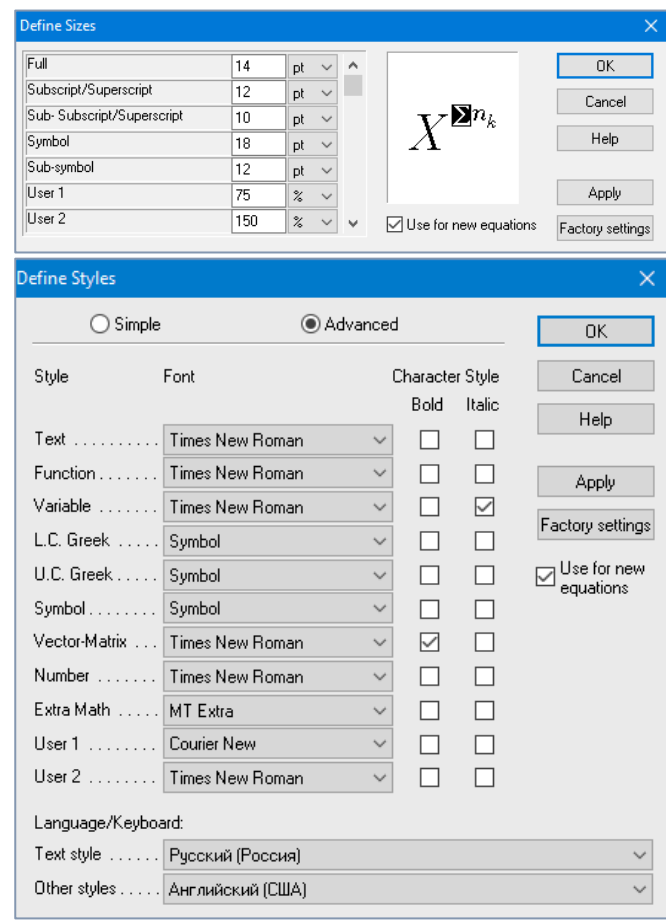 Define Sizes
Full 14 pt
Subscript/Superscript 12 pt
Sub- Subscript/Superscript 10 pt
Symbol 18 pt
Sub-symbol 12 pt
User 1 75 %
User 2 150 %
X Σ n k
Use for new equations
OK
Cancel
Help
Apply
Factory settings
Define Styles
Simple Advanced
Style Font Character Style
Bold Italic
Text .......... Times New Roman
Function....... Times New Roman
Variable ....... Times New Roman
L.C. Greek ..... Symbol
U.C. Greek..... Symbol
Symbol........ Symbol
Vector-Matrix ... Times New Roman
Number ....... Times New Roman
Extra Math ..... MT Extra
User 1 ........ Courier New
User 2 ........ Times New Roman
OK
Cancel
Help
Apply
Factory settings
Use for new
equations
Language/Keyboard:
Text style ...... Русский (Россия)
Other styles ..... Английский (США)